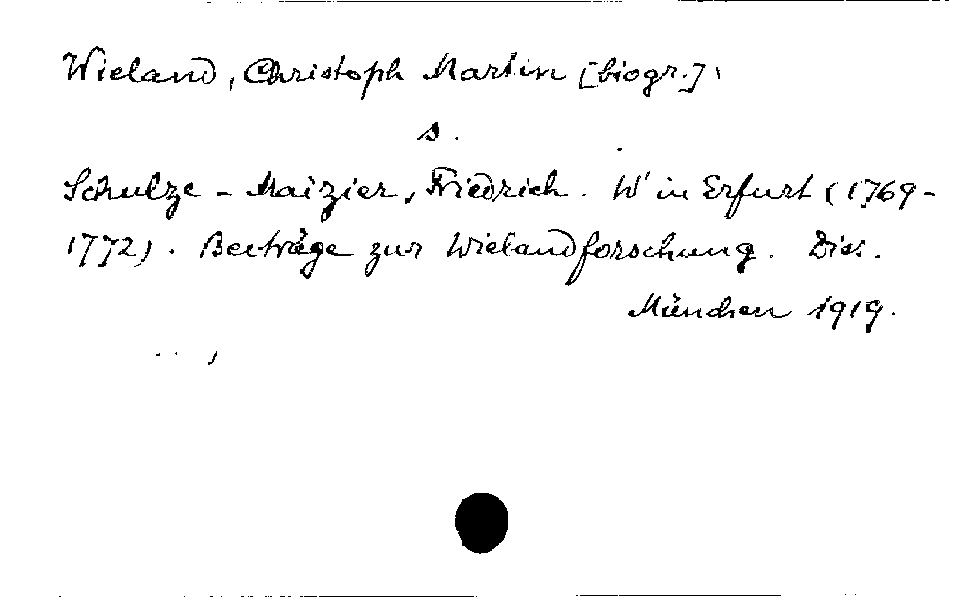 Wieland, Christoph Martin [biogr.]
s.
Schulze - Maizier, Friedrich. W' in Erfurt (1769-
1772). Beiträge zur Wielandforschung. Diss.
München 1919.